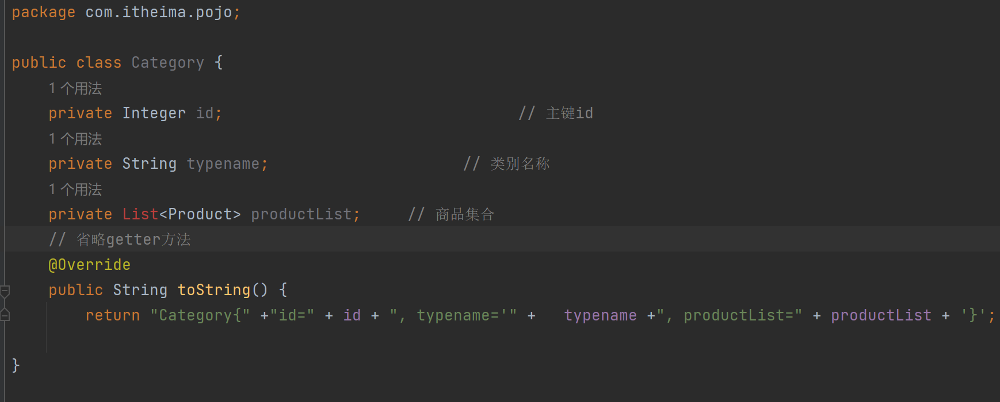 package com.itheima.pojo;
public class Category {
1 个用法
private Integer id;                                // 主键id
1 个用法
private String typename;                     // 类别名称
1 个用法
private List<Product> productList;     // 商品集合
// 省略getter方法
@Override
public String toString() {
return "Category{" +"id=" + id + ", typename='" +   typename +", productList=" + productList + '}';
}